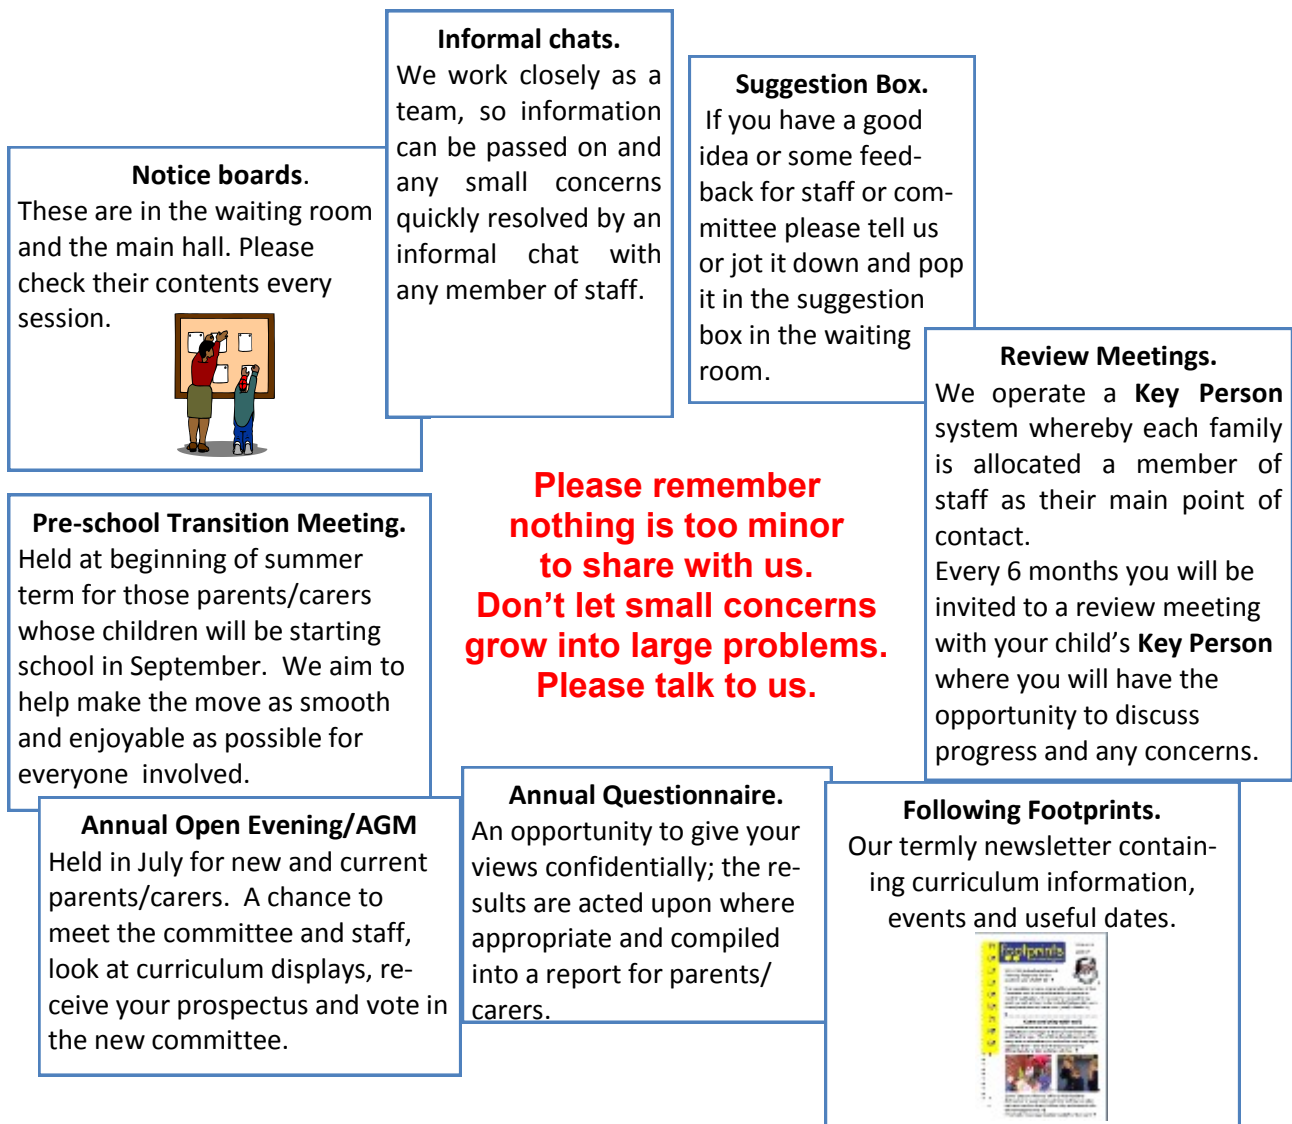 Informal chats.
We work closely as a
team, so information
can be passed on and
any small concerns
quickly resolved by an
informal chat with
any member of staff.
Suggestion Box.
If you have a good
idea or some feed-
back for staff or com-
mittee please tell us
or jot it down and pop
it in the suggestion
box in the waiting
room.
Notice boards.
These are in the waiting room
and the main hall. Please
check their contents every
session.
Review Meetings.
We operate a Key Person
system whereby each family
is allocated a member of
staff as their main point of
contact.
Every 6 months you will be
invited to a review meeting
with your child's Key Person
where you will have the
opportunity to discuss
progress and any concerns.
Please remember
nothing is too minor
to share with us.
Don't let small concerns
grow into large problems.
Please talk to us.
Pre-school Transition Meeting.
Held at beginning of summer
term for those parents/carers
whose children will be starting
school in September. We aim to
help make the move as smooth
and enjoyable as possible for
everyone involved.
Annual Open Evening/AGM
Held in July for new and current
parents/carers. A chance to
meet the committee and staff,
look at curriculum displays, re-
ceive your prospectus and vote in
the new committee.
Annual Questionnaire.
An opportunity to give your
views confidentially; the re-
sults are acted upon where
appropriate and compiled
into a report for parents/
carers.
Following Footprints.
Our termly newsletter contain-
ing curriculum information,
events and useful dates.
footprints